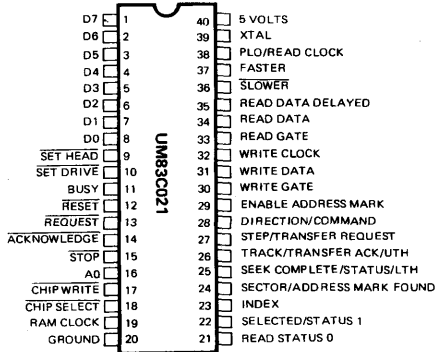 D7 1 40 5 VOLTS
D6 2 39 XTAL
D5 3 38 PLO/READ CLOCK
D4 4 37 FASTER
D3 5 36 SLOWER
D2 6 35 READ DATA DELAYED
D1 7 34 READ DATA
D0 8 33 READ GATE
SET HEAD 9 32 WRITE CLOCK
SET DRIVE 10 31 WRITE DATA
BUSY 11 30 WRITE GATE
RESET 12 29 ENABLE ADDRESS MARK
REQUEST 13 28 DIRECTION/COMMAND
ACKNOWLEDGE 14 27 STEP/TRANSFER REQUEST
STOP 15 26 TRACK/TRANSFER ACK/UTH
A0 16 25 SEEK COMPLETE/STATUS/LTH
CHIP WRITE 17 24 SECTOR/ADDRESS MARK FOUND
CHIP SELECT 18 23 INDEX
RAM CLOCK 19 22 SELECTED/STATUS 1
GROUND 20 21 READ STATUS 0
UM83C021